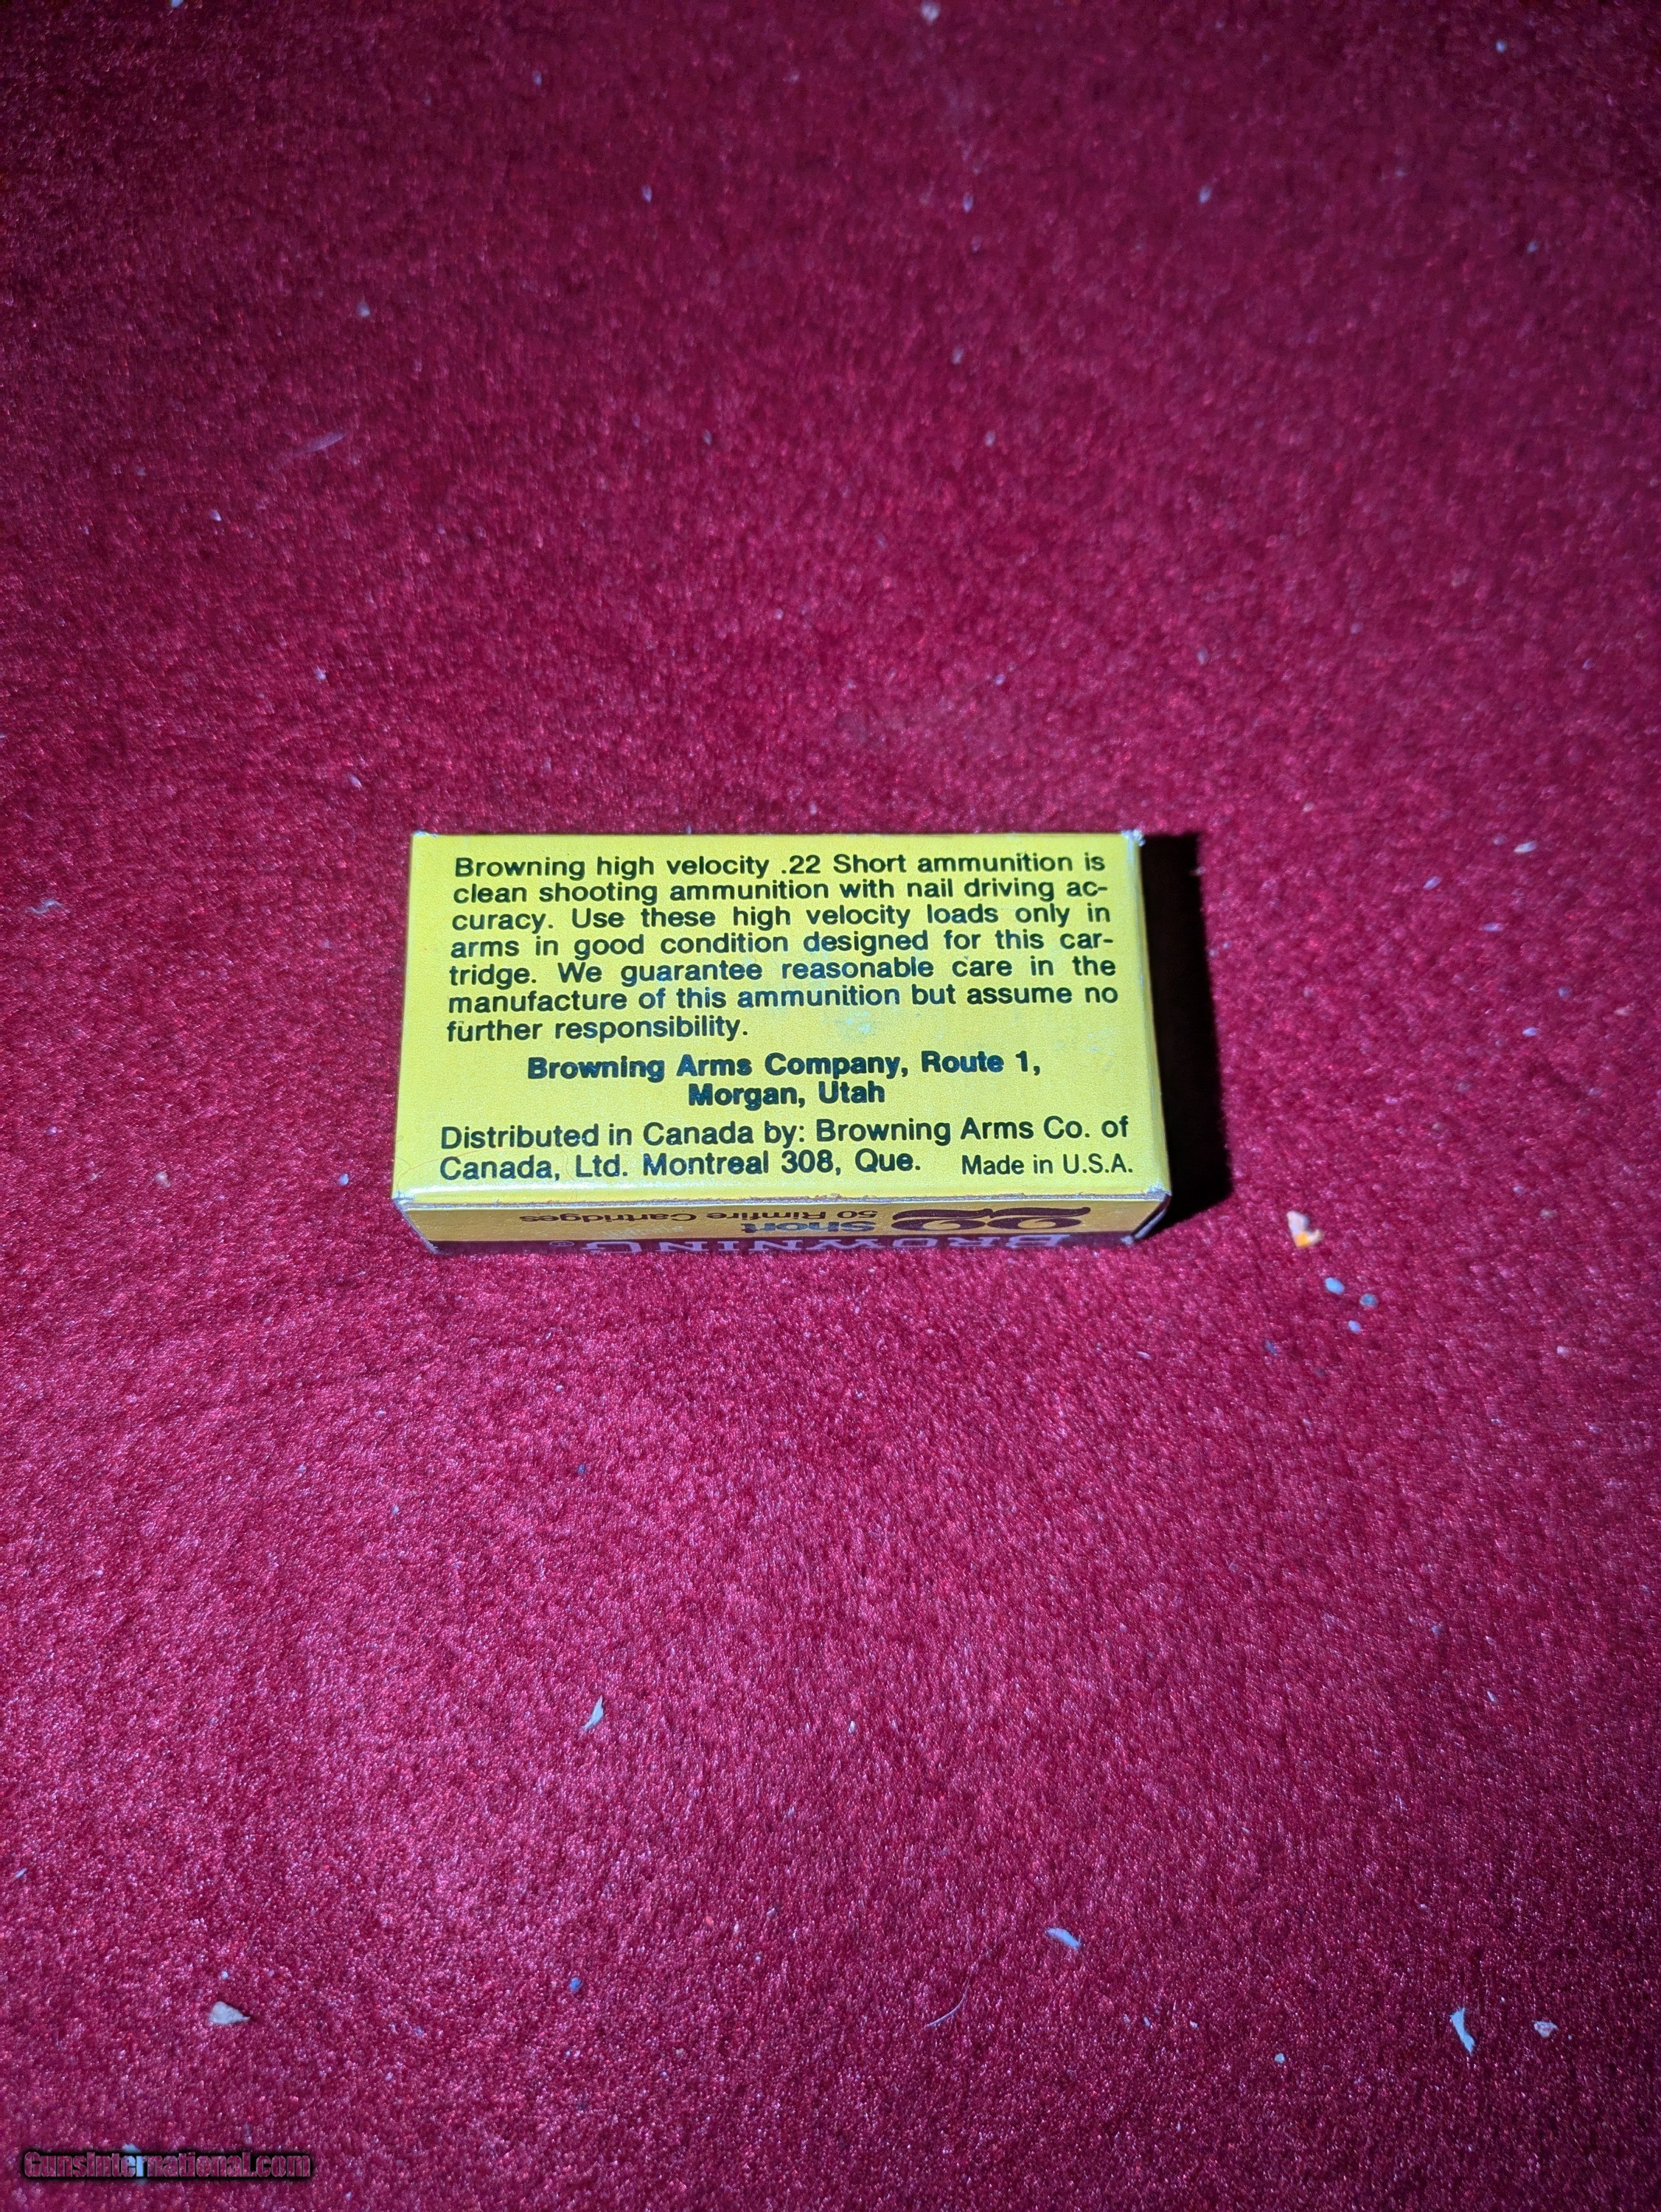 Browning high velocity .22 Short ammunition is
clean shooting ammunition with nail driving ac-
curacy. Use these high velocity loads only in
arms in good condition designed for this car-
tridge. We guarantee reasonable care in the
manufacture of this ammunition but assume no
further responsibility.
Browning Arms Company, Route 1,
Morgan, Utah
Distributed in Canada by: Browning Arms Co. of
Canada, Ltd. Montreal 308, Que. Made in U.S.A.
BROWNING®
22 Short
50 Rimfire Cartridges
GunsInternational.com